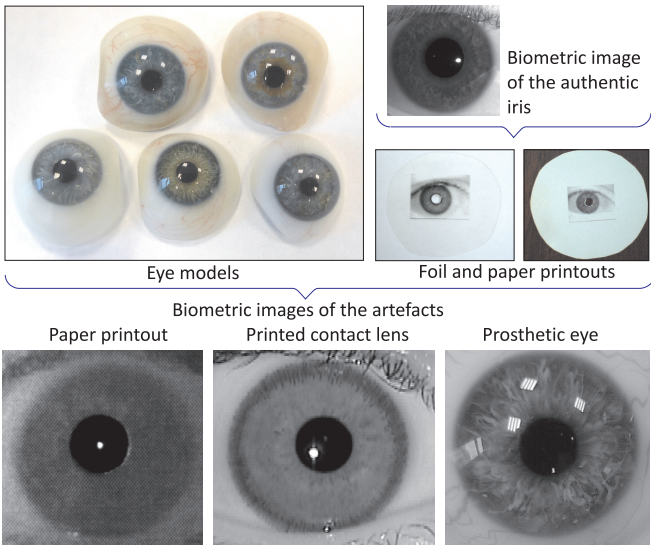 Biometric image
of the authentic
iris
Eye models
Foil and paper printouts
Biometric images of the artefacts
Paper printout
Printed contact lens
Prosthetic eye